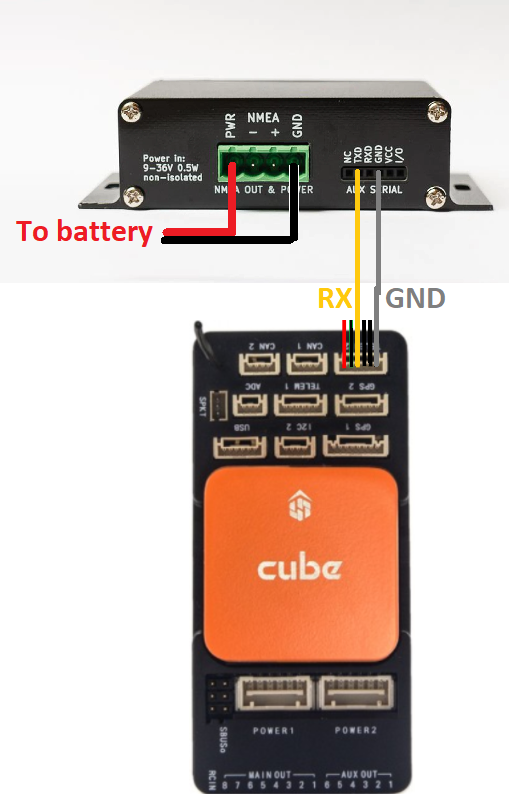 PWR NMEA GND
- +
Power in:
9-36V 0.5W
non-isolated
NMEA OUT & POWER
NC TXD RXD GND VCC I/O
AUX SERIAL
To battery
RX GND
CAN 2 CAN 1
ADC TELEM 1 GPS 2
SPKT
USB I2C 2 GPS 1
cube
POWER1 POWER2
SBUSo
RCIN
MAIN OUT AUX OUT
8 7 6 5 4 3 2 1 6 5 4 3 2 1